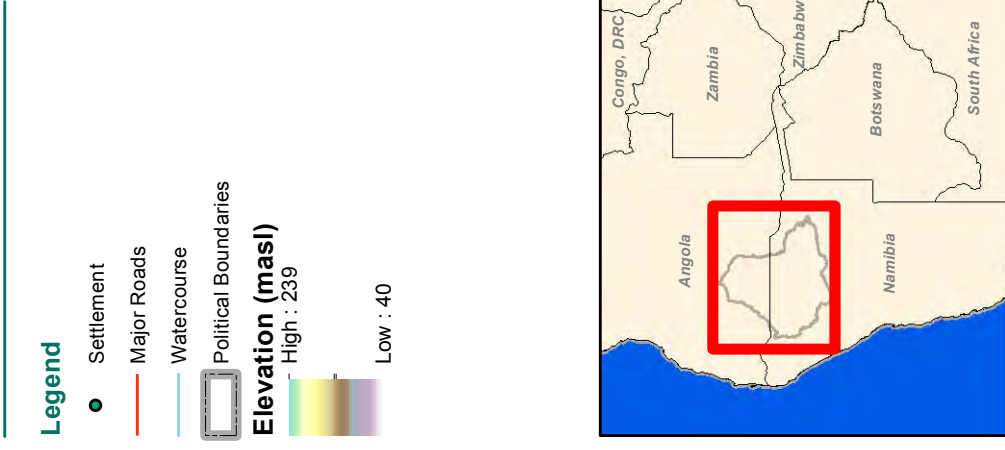 Legend
Settlement
Major Roads
Watercourse
Political Boundaries
Elevation (masl)
High : 239
Low : 40
Congo, DRC
Zambia
Zimbabw
Angola
Botswana
Namibia
South Africa